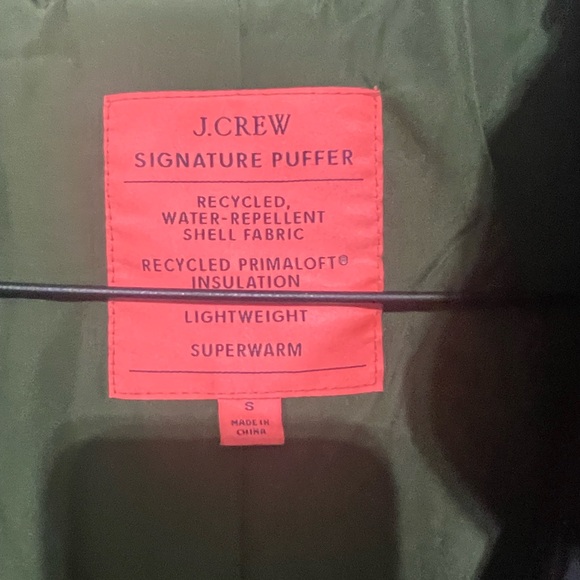 J.CREW
SIGNATURE PUFFER
RECYCLED,
WATER-REPELLENT
SHELL FABRIC
RECYCLED PRIMALOFT®
INSULATION
LIGHTWEIGHT
SUPERWARM
S
MADE IN
CHINA